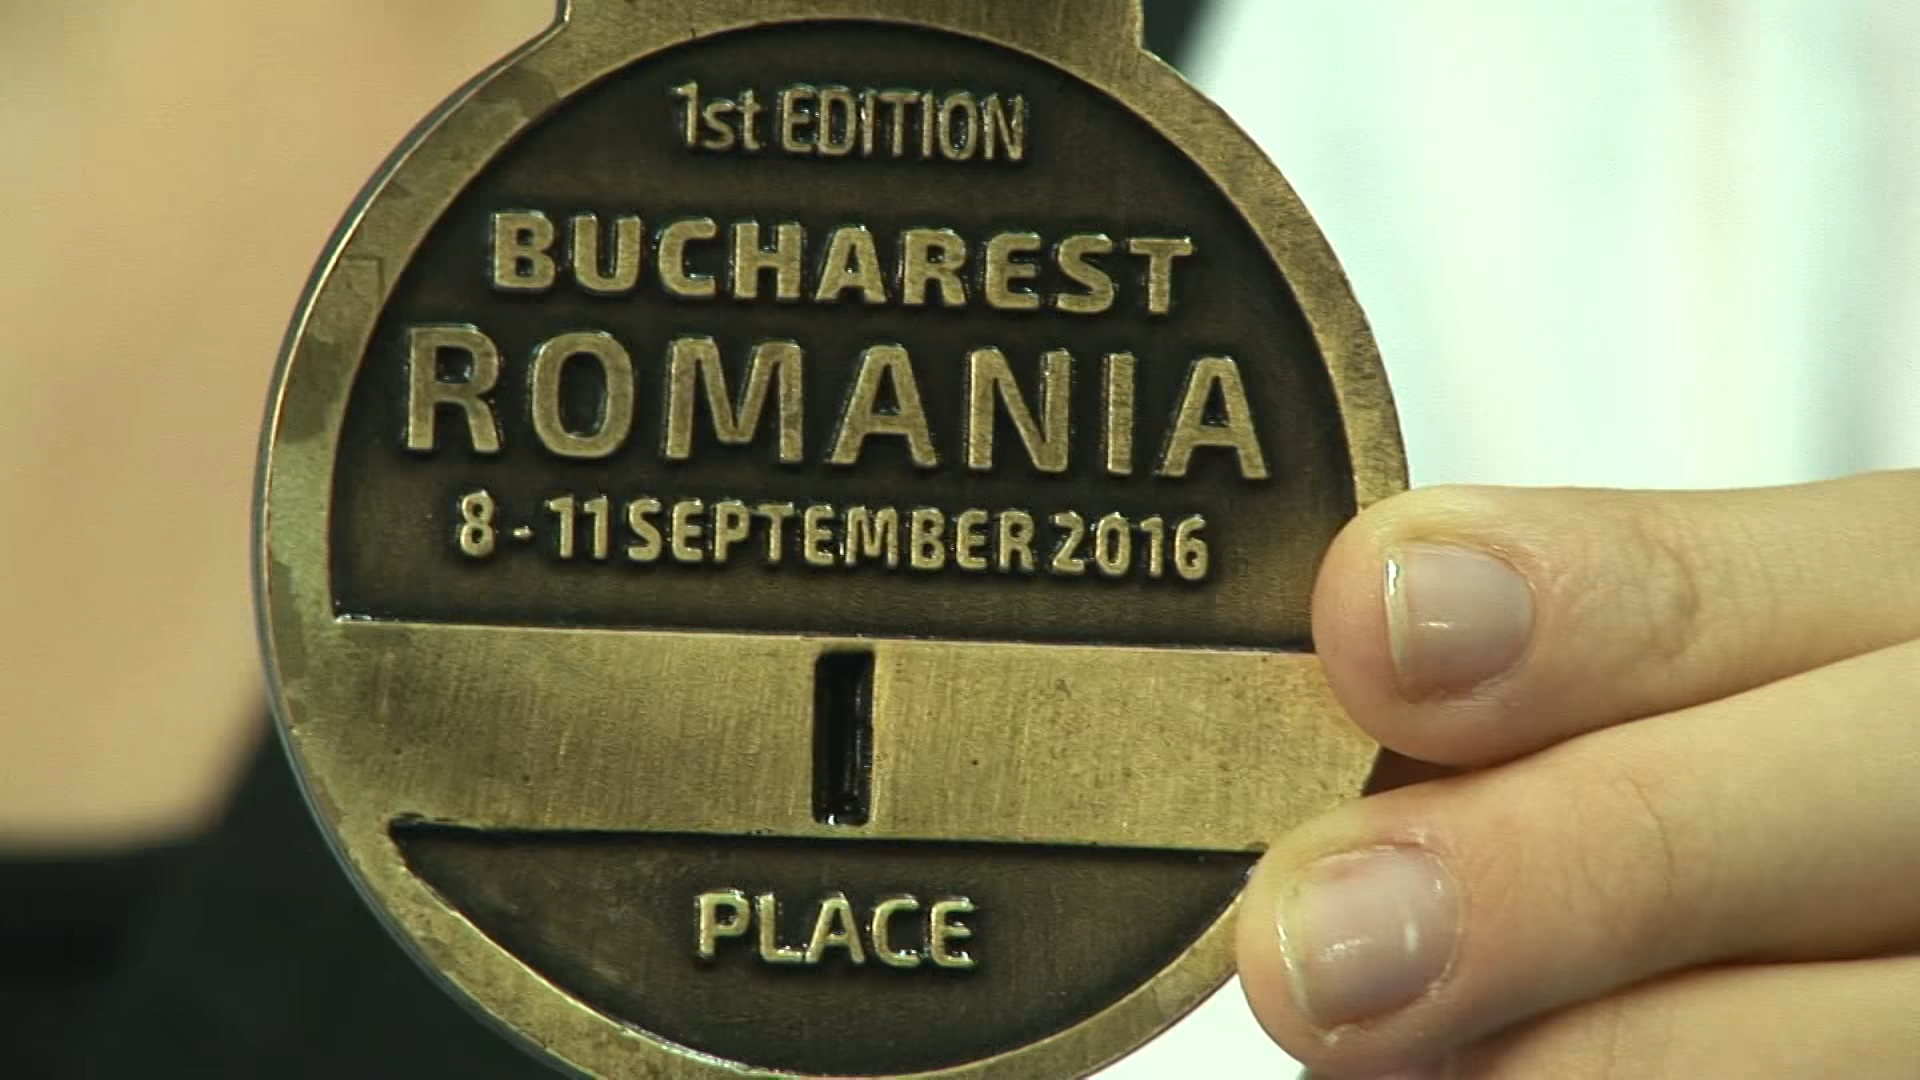 1st EDITION
BUCHAREST
ROMANIA
8-11 SEPTEMBER 2016
I
PLACE